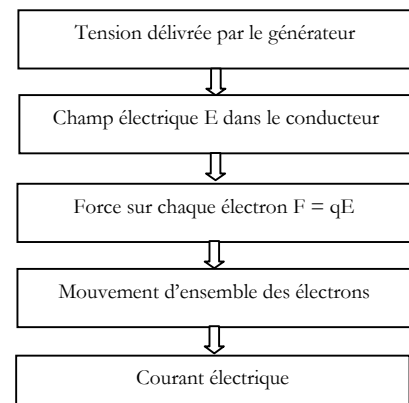 Tension délivrée par le générateur
Champ électrique E dans le conducteur
Force sur chaque électron F = qE
Mouvement d'ensemble des électrons
Courant électrique